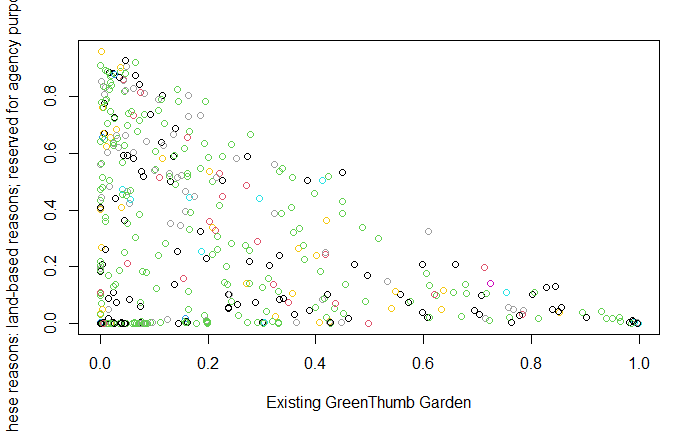 hese reasons: land-based reasons; reserved for agency purpo
0.8
0.6
0.4
0.2
0.0
0.0 0.2 0.4 0.6 0.8 1.0
Existing GreenThumb Garden